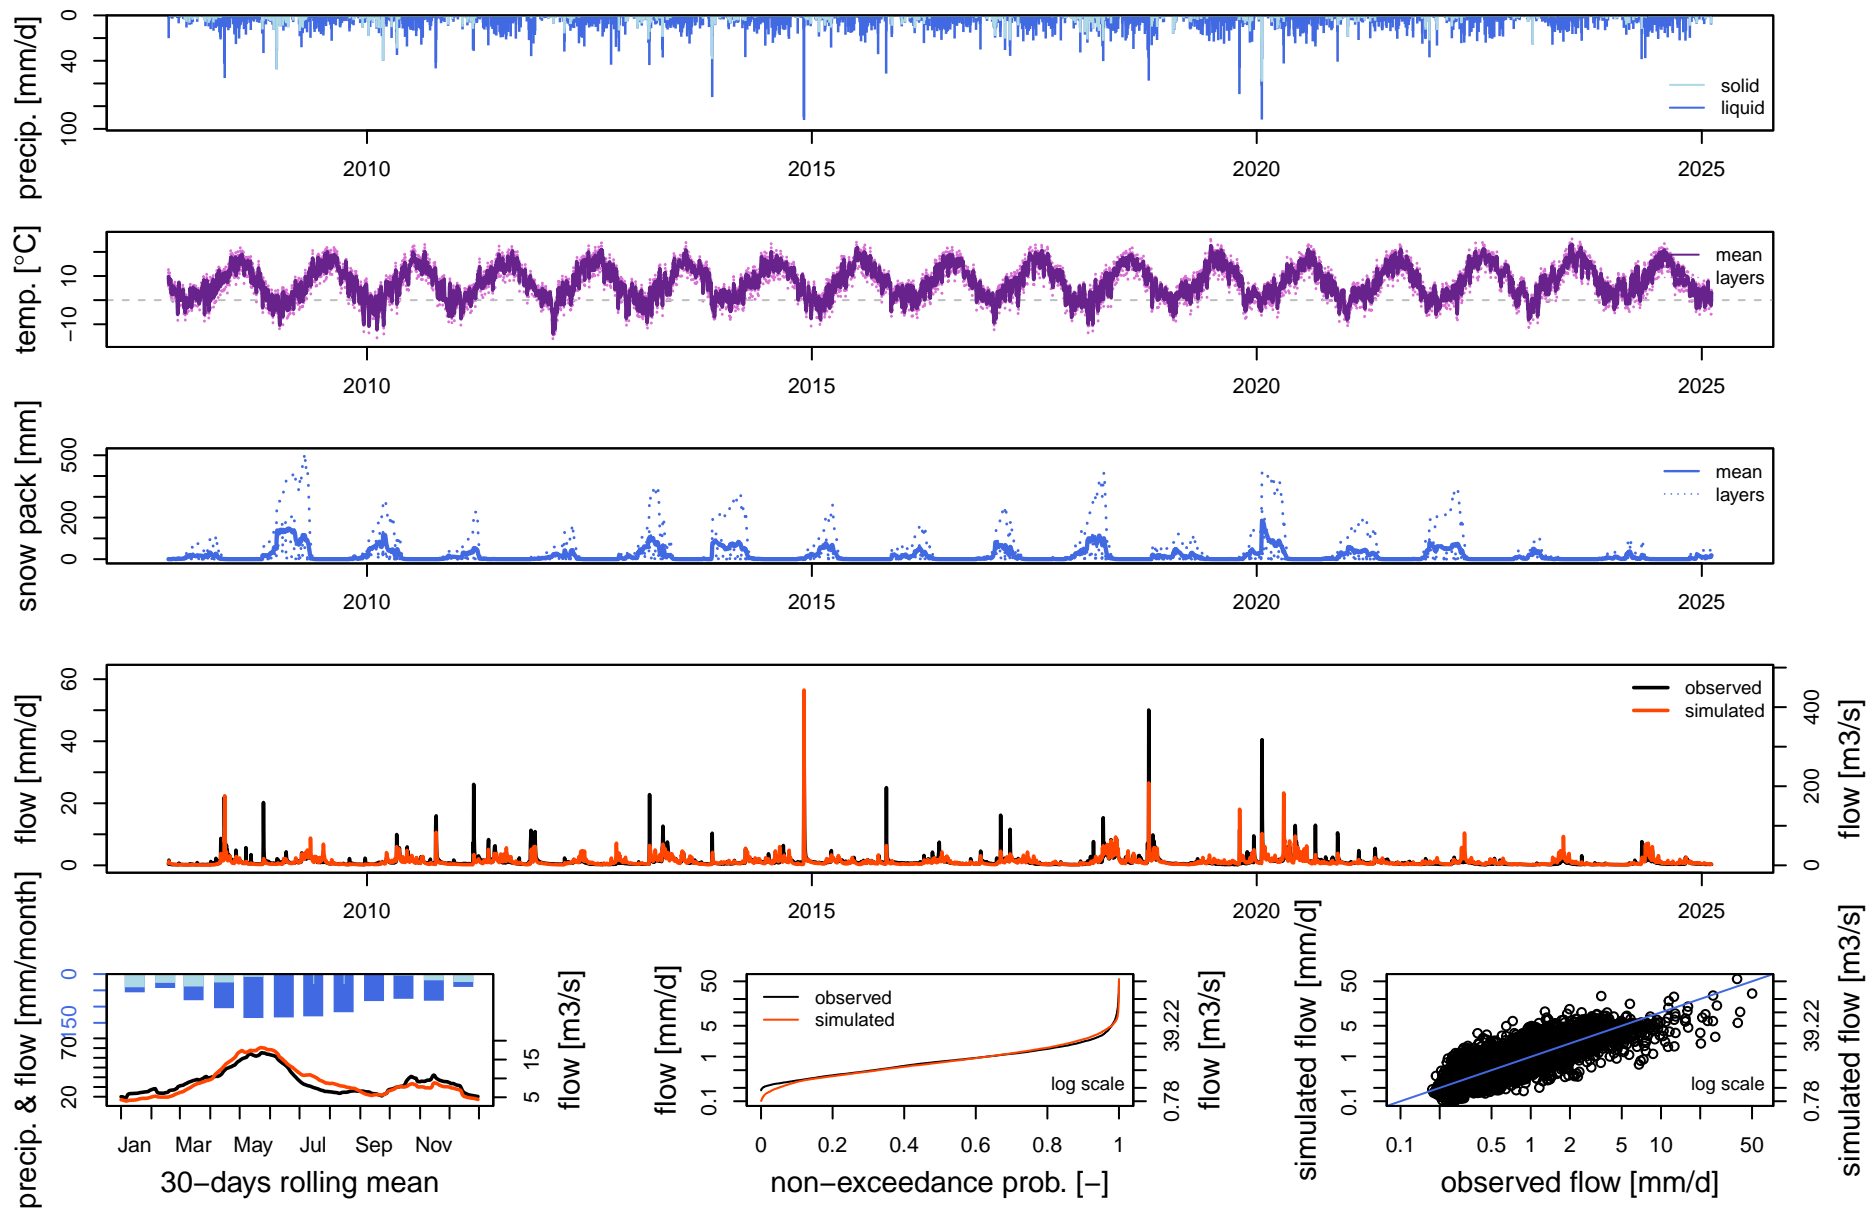 precip. [mm/d]
0
40
100
solid
liquid
2010
2015
2020
2025
temp. [°C]
10
−10
mean
layers
2010
2015
2020
2025
snow pack [mm]
500
200
0
mean
layers
2010
2015
2020
2025
flow [mm/d]
60
40
20
0
observed
simulated
400
200
0
flow [m3/s]
2010
2015
2020
2025
precip. & flow [mm/month]
0
150
70
20
15
5
flow [m3/s]
Jan
Mar
May
Jul
Sep
Nov
30−days rolling mean
flow [mm/d]
50
5
1
0.1
observed
simulated
log scale
39.22
0.78
flow [m3/s]
0
0.2
0.4
0.6
0.8
1
non−exceedance prob. [−]
simulated flow [mm/d]
50
5
1
0.1
log scale
39.22
0.78
simulated flow [m3/s]
0.1
0.5
1
2
5
10
50
observed flow [mm/d]